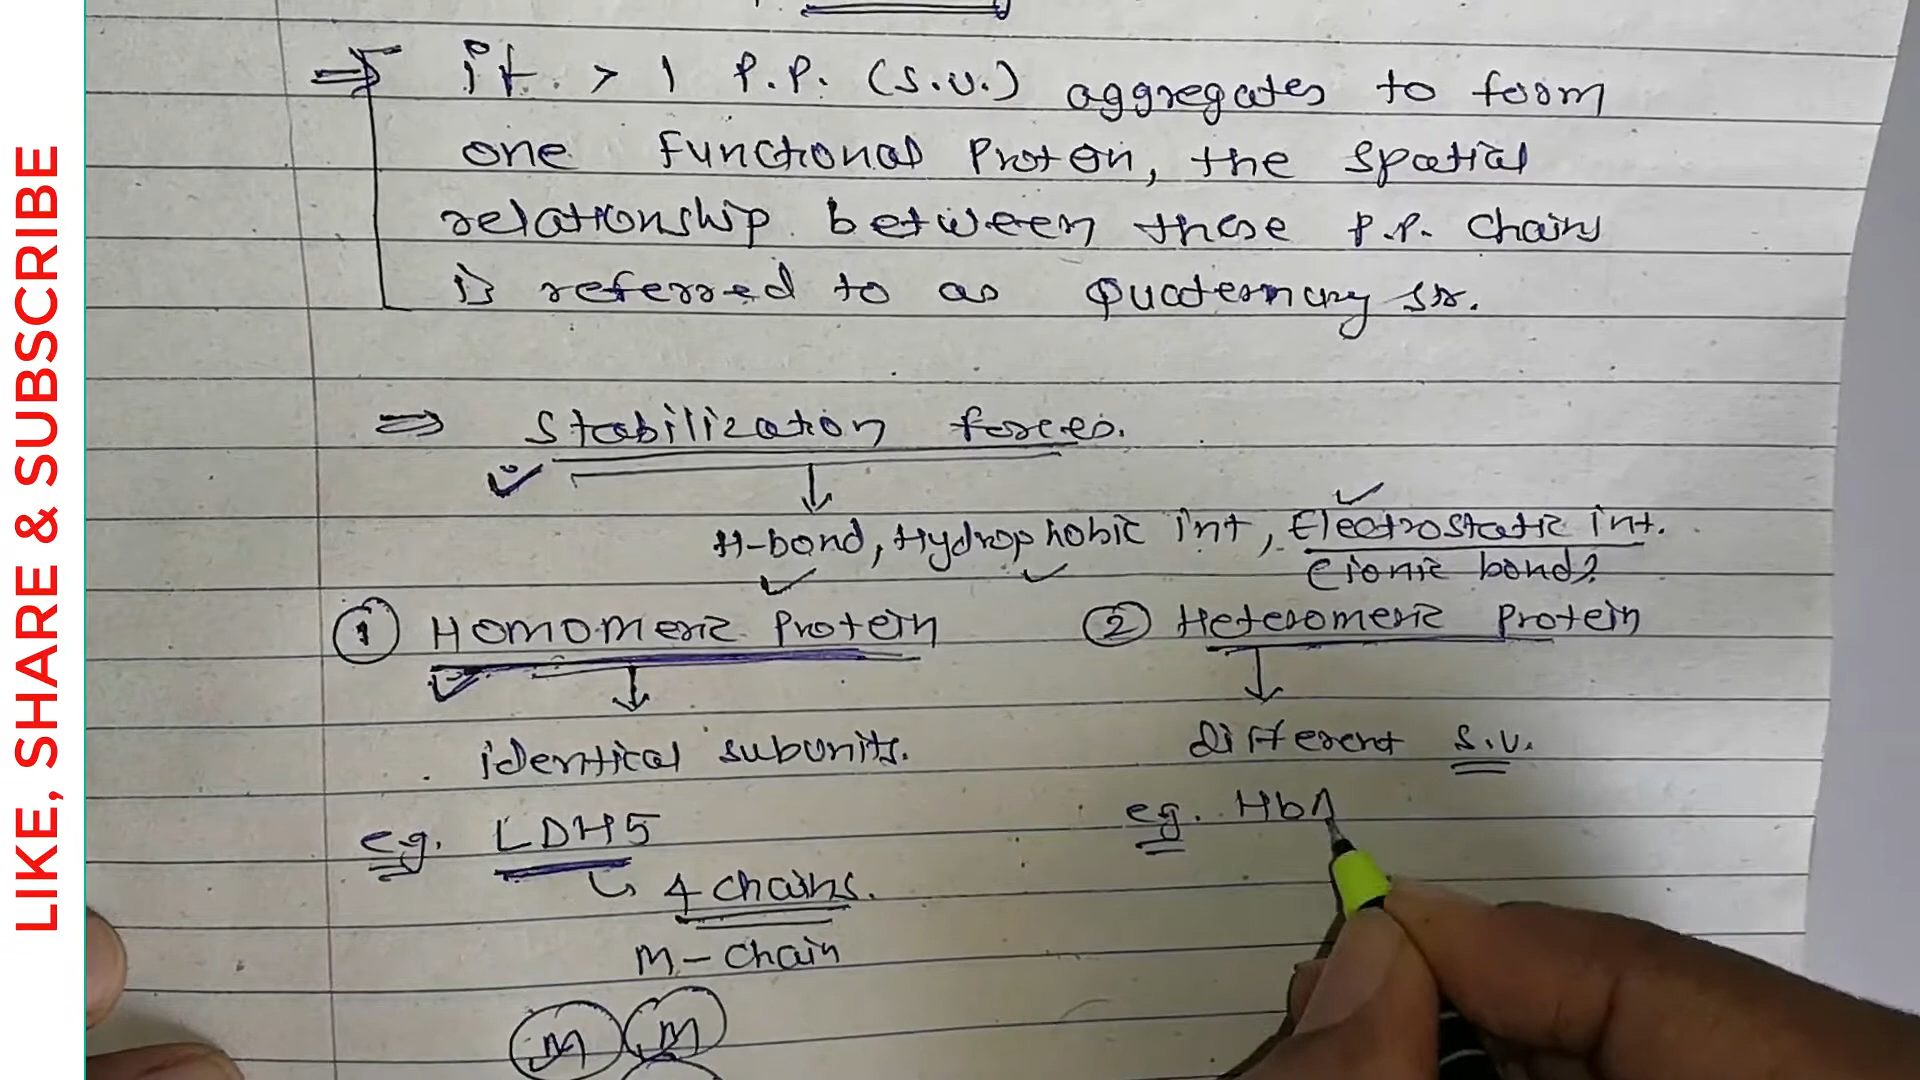 LIKE, SHARE & SUBSCRIBE
⇒ if > 1 P.P. (S.U.) aggregates to form
one Functional Protein, the spatial
relationship between these P.P. chains
is referred to as Quaternary Str.
⇒ Stabilization forces.
H-bond, Hydrophobic int, Electrostatic int.
(ionic bond)
① Homomeric Protein
② Heteromeric Protein
identical subunits.
different S.U.
eg. LDH5
eg. HbA
↳ 4 chains.
M-chain
M M